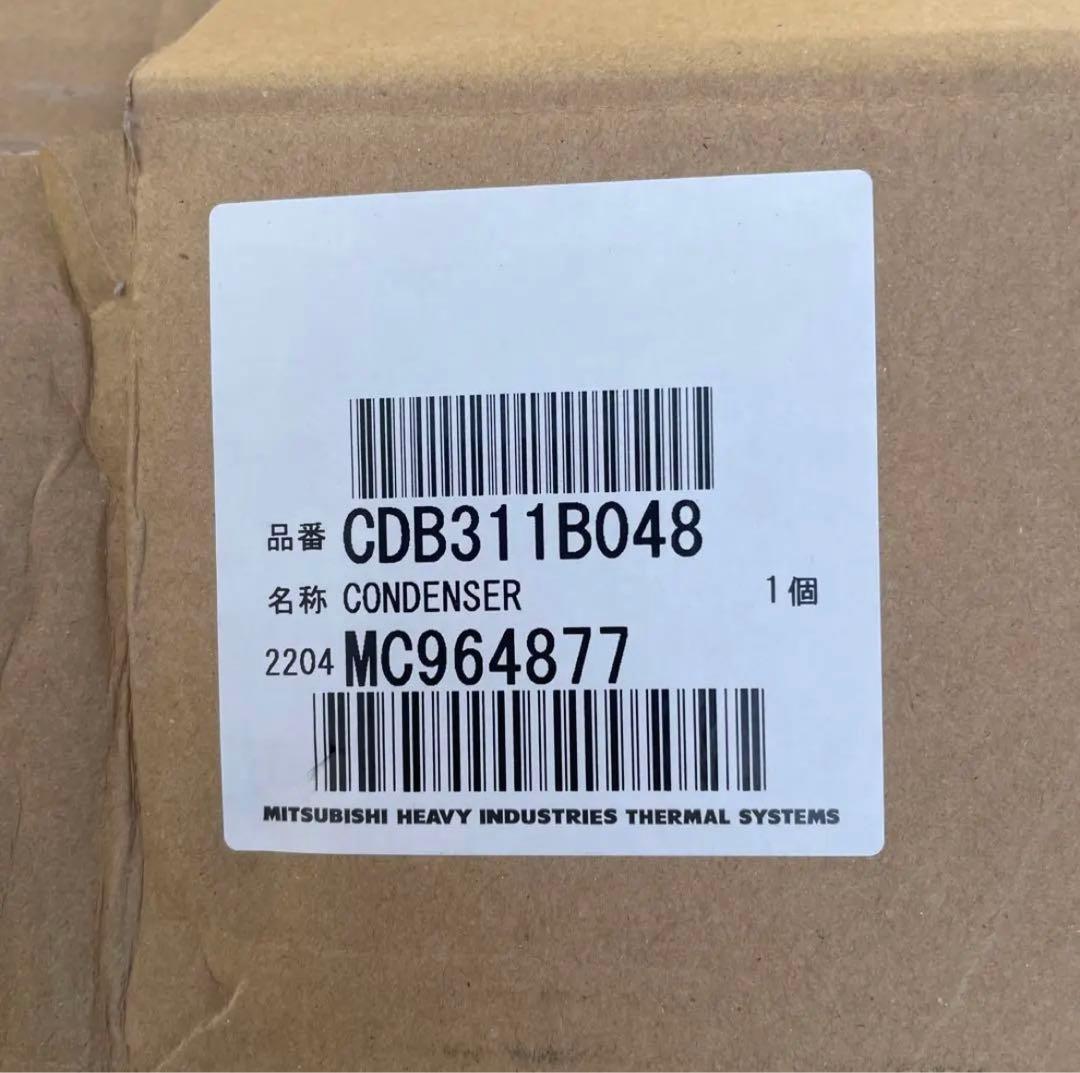 品番 CDB311B048
名称 CONDENSER 1個
2204 MC964877
MITSUBISHI HEAVY INDUSTRIES THERMAL SYSTEMS